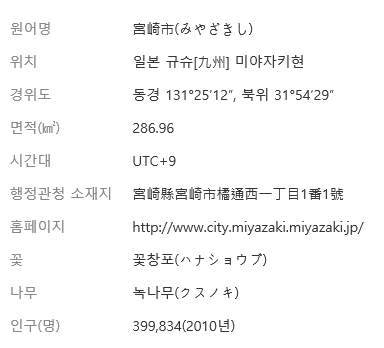 원어명 宮崎市(みやざきし)
위치 일본 규슈[九州] 미야자키현
경위도 동경 131°25′12″, 북위 31°54′29″
면적(㎢) 286.96
시간대 UTC+9
행정관청 소재지 宮崎縣宮崎市橘通西一丁目1番1號
홈페이지 http://www.city.miyazaki.miyazaki.jp/
꽃 꽃창포(ハナショウブ)
나무 녹나무(クスノキ)
인구(명) 399,834(2010년)